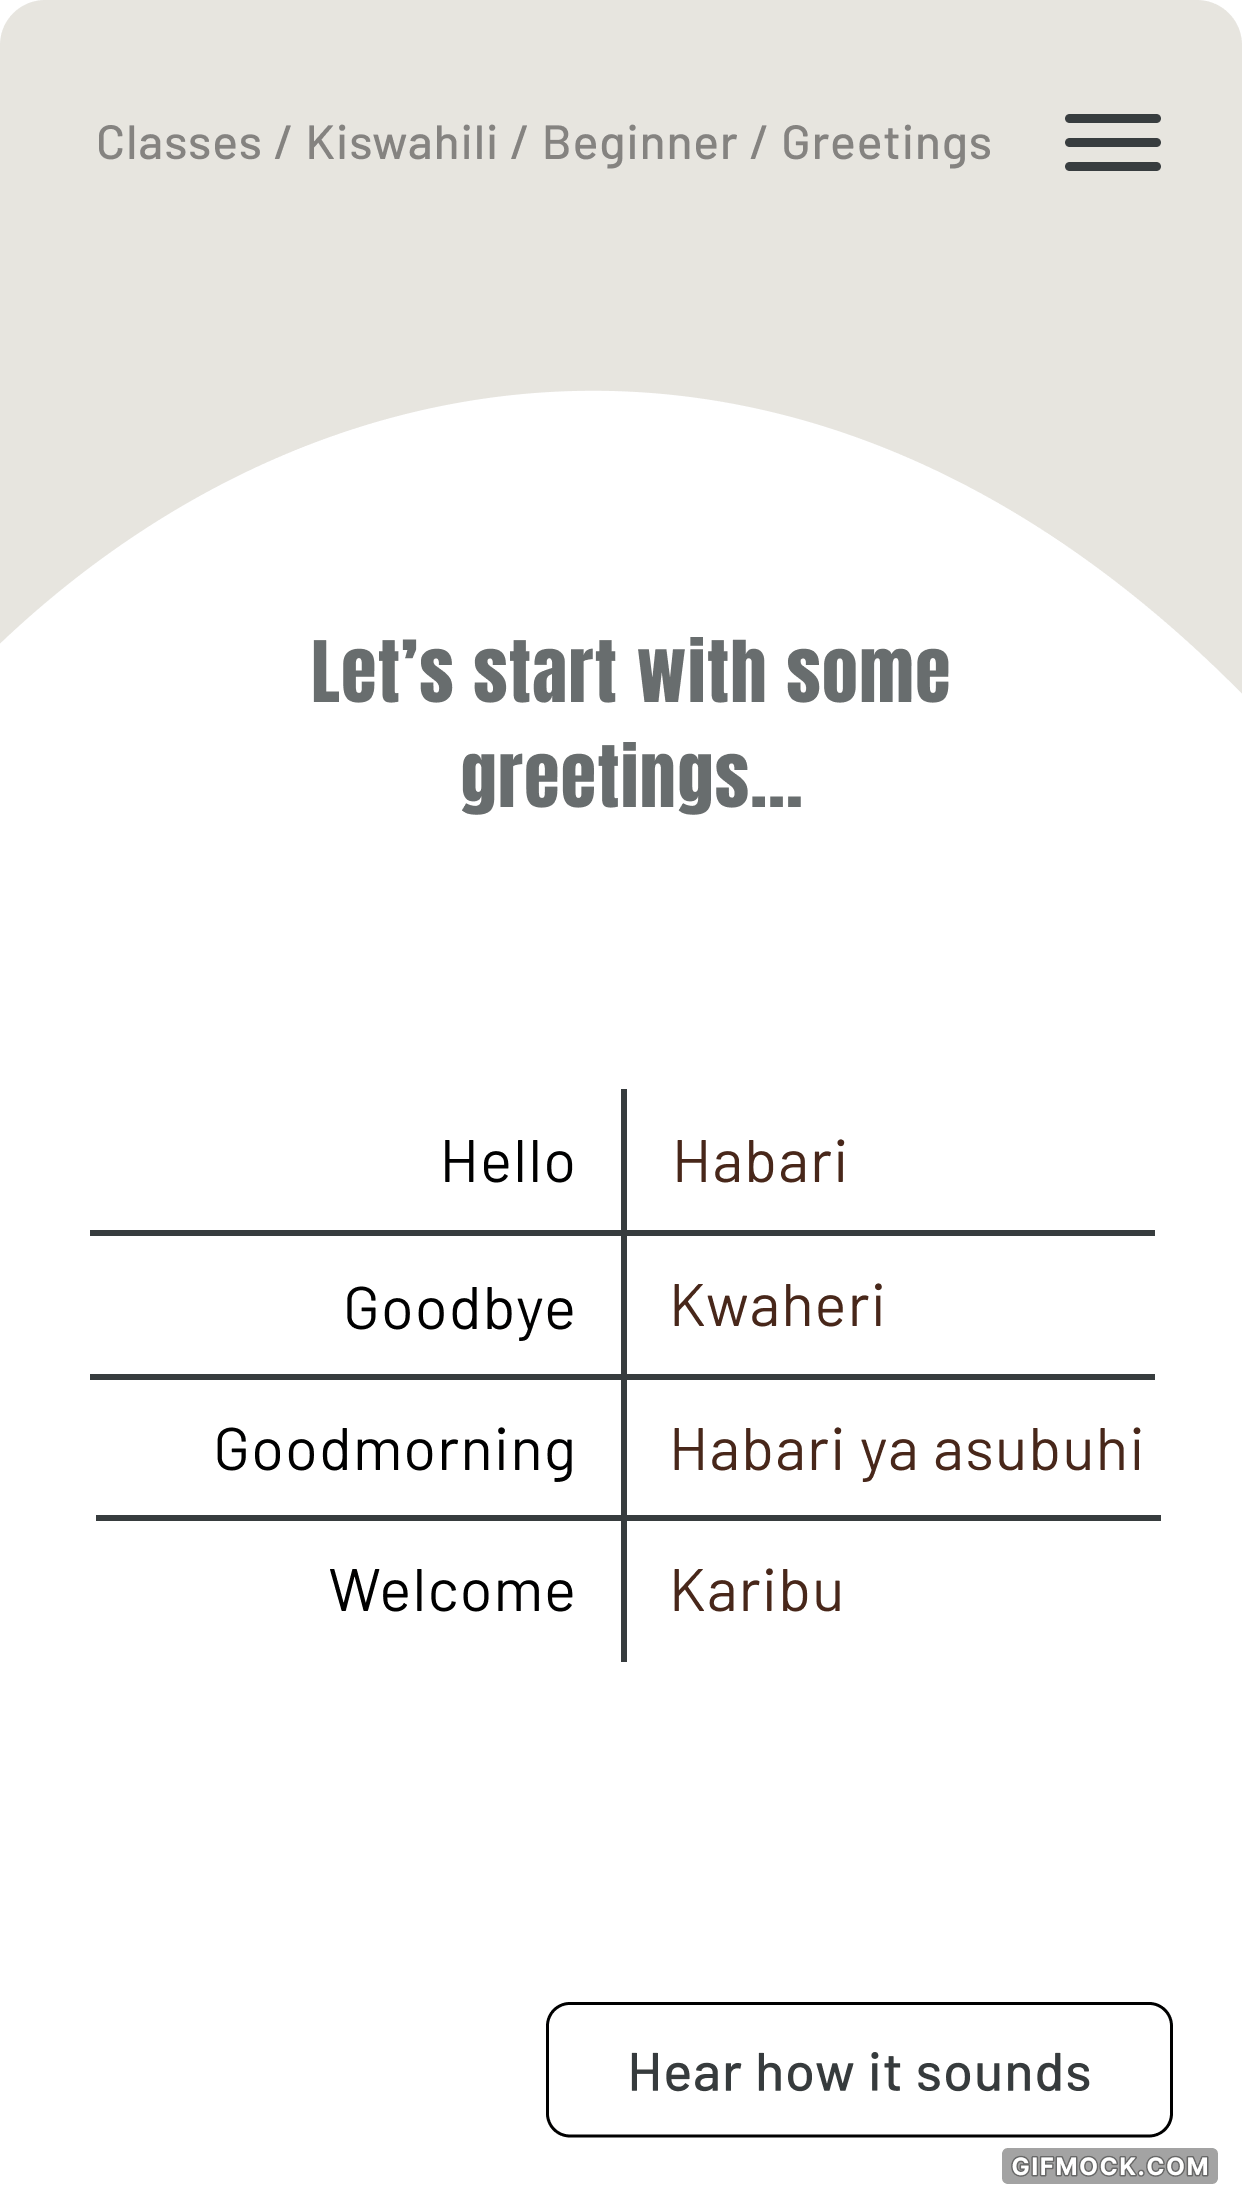 Classes / Kiswahili / Beginner / Greetings
Let’s start with some
greetings...
Hello Habari
Goodbye Kwaheri
Goodmorning Habari ya asubuhi
Welcome Karibu
Hear how it sounds
GIFMOCK.COM